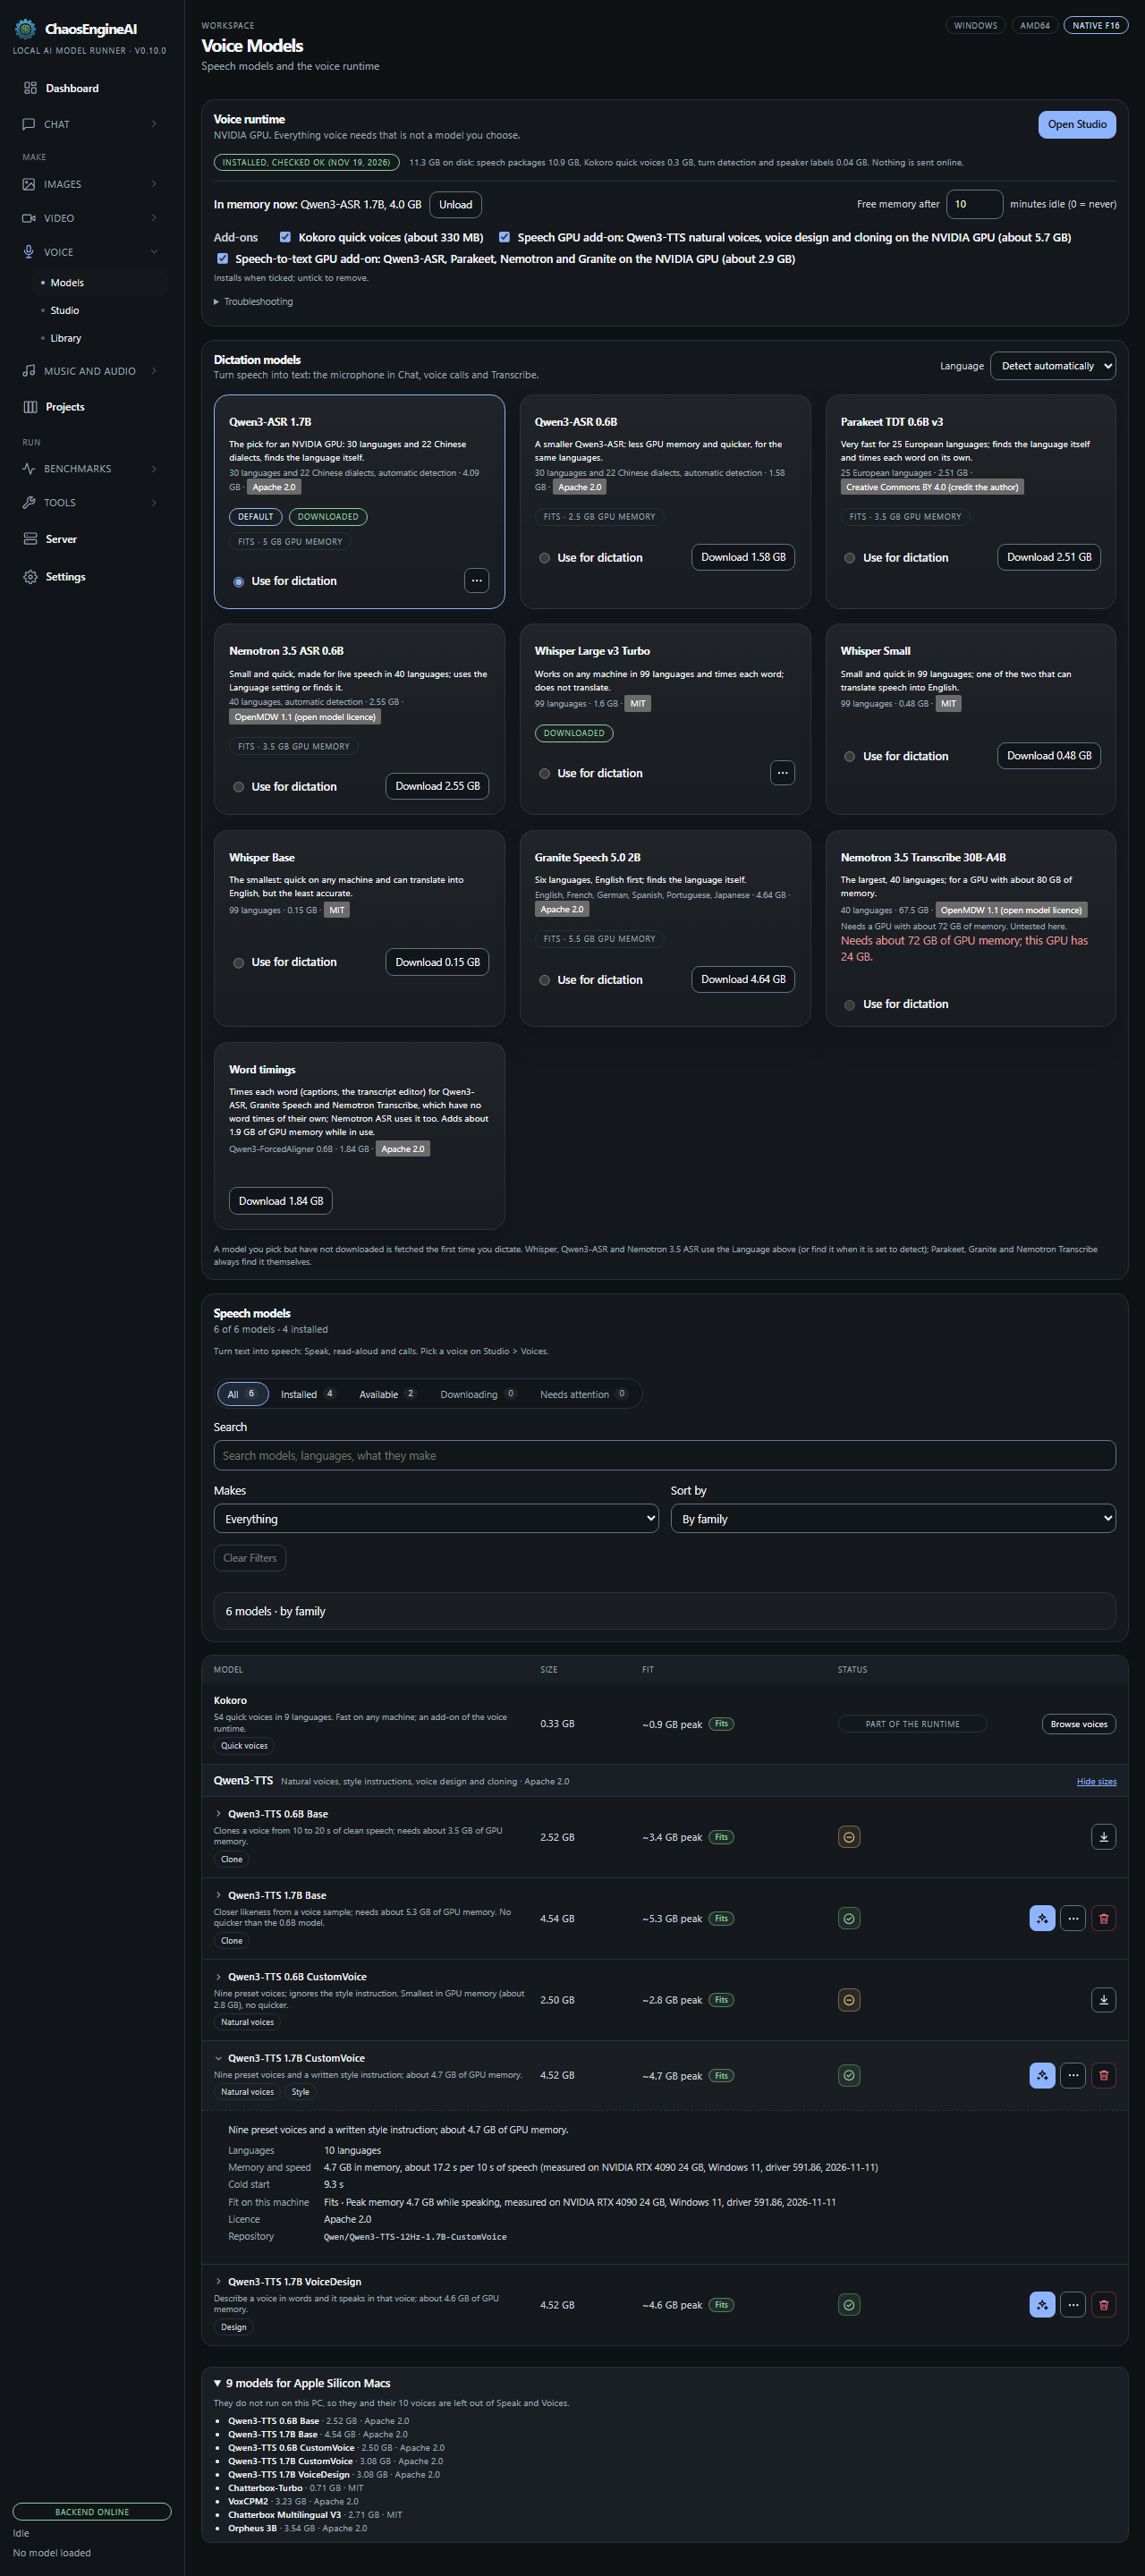 ChaosEngineAI
LOCAL AI MODEL RUNNER · V0.10.0
Dashboard
CHAT
MAKE
IMAGES
VIDEO
VOICE
Models
Studio
Library
MUSIC AND AUDIO
Projects
RUN
BENCHMARKS
TOOLS
Server
Settings
BACKEND ONLINE
Idle
No model loaded
WORKSPACE
Voice Models
Speech models and the voice runtime
WINDOWS
AMD64
NATIVE F16
Voice runtime
NVIDIA GPU. Everything voice needs that is not a model you choose.
Open Studio
INSTALLED, CHECKED OK (NOV 19, 2026)
11.3 GB on disk: speech packages 10.9 GB, Kokoro quick voices 0.3 GB, turn detection and speaker labels 0.04 GB. Nothing is sent online.
In memory now: Qwen3-ASR 1.7B, 4.0 GB
Unload
Free memory after
10
minutes idle (0 = never)
Add-ons
Kokoro quick voices (about 330 MB)
Speech GPU add-on: Qwen3-TTS natural voices, voice design and cloning on the NVIDIA GPU (about 5.7 GB)
Speech-to-text GPU add-on: Qwen3-ASR, Parakeet, Nemotron and Granite on the NVIDIA GPU (about 2.9 GB)
Installs when ticked; untick to remove.
Troubleshooting
Dictation models
Turn speech into text: the microphone in Chat, voice calls and Transcribe.
Language
Detect automatically
Qwen3-ASR 1.7B
The pick for an NVIDIA GPU: 30 languages and 22 Chinese
dialects, finds the language itself.
30 languages and 22 Chinese dialects, automatic detection · 4.09
GB · Apache 2.0
DEFAULT
DOWNLOADED
FITS · 5 GB GPU MEMORY
Use for dictation
Qwen3-ASR 0.6B
A smaller Qwen3-ASR: less GPU memory and quicker, for the
same languages.
30 languages and 22 Chinese dialects, automatic detection · 1.58
GB · Apache 2.0
FITS · 2.5 GB GPU MEMORY
Use for dictation
Download 1.58 GB
Parakeet TDT 0.6B v3
Very fast for 25 European languages; finds the language itself
and times each word on its own.
25 European languages · 2.51 GB ·
Creative Commons BY 4.0 (credit the author)
FITS · 3.5 GB GPU MEMORY
Use for dictation
Download 2.51 GB
Nemotron 3.5 ASR 0.6B
Small and quick, made for live speech in 40 languages; uses the
Language setting or finds it.
40 languages, automatic detection · 2.55 GB ·
OpenMDW 1.1 (open model licence)
FITS · 3.5 GB GPU MEMORY
Use for dictation
Download 2.55 GB
Whisper Large v3 Turbo
Works on any machine in 99 languages and times each word;
does not translate.
99 languages · 1.6 GB · MIT
DOWNLOADED
Use for dictation
Whisper Small
Small and quick in 99 languages; one of the two that can
translate speech into English.
99 languages · 0.48 GB · MIT
Use for dictation
Download 0.48 GB
Whisper Base
The smallest: quick on any machine and can translate into
English, but the least accurate.
99 languages · 0.15 GB · MIT
Use for dictation
Download 0.15 GB
Granite Speech 5.0 2B
Six languages, English first; finds the language itself.
English, French, German, Spanish, Portuguese, Japanese · 4.64 GB ·
Apache 2.0
FITS · 5.5 GB GPU MEMORY
Use for dictation
Download 4.64 GB
Nemotron 3.5 Transcribe 30B-A4B
The largest, 40 languages; for a GPU with about 80 GB of
memory.
40 languages · 67.5 GB · OpenMDW 1.1 (open model licence)
Needs a GPU with about 72 GB of memory. Untested here.
Needs about 72 GB of GPU memory; this GPU has
24 GB.
Use for dictation
Word timings
Times each word (captions, the transcript editor) for Qwen3-
ASR, Granite Speech and Nemotron Transcribe, which have no
word times of their own; Nemotron ASR uses it too. Adds about
1.9 GB of GPU memory while in use.
Qwen3-ForcedAligner 0.6B · 1.84 GB · Apache 2.0
Download 1.84 GB
A model you pick but have not downloaded is fetched the first time you dictate. Whisper, Qwen3-ASR and Nemotron 3.5 ASR use the Language above (or find it when it is set to detect); Parakeet, Granite and Nemotron Transcribe
always find it themselves.
Speech models
6 of 6 models · 4 installed
Turn text into speech: Speak, read-aloud and calls. Pick a voice on Studio > Voices.
All 6
Installed 4
Available 2
Downloading 0
Needs attention 0
Search
Search models, languages, what they make
Makes
Sort by
Everything
By family
Clear Filters
6 models · by family
MODEL
SIZE
FIT
STATUS
Kokoro
54 quick voices in 9 languages. Fast on any machine; an add-on of the voice
runtime.
Quick voices
0.33 GB
~0.9 GB peak
Fits
PART OF THE RUNTIME
Browse voices
Qwen3-TTS
Natural voices, style instructions, voice design and cloning · Apache 2.0
Hide sizes
Qwen3-TTS 0.6B Base
Clones a voice from 10 to 20 s of clean speech; needs about 3.5 GB of GPU
memory.
Clone
2.52 GB
~3.4 GB peak
Fits
Qwen3-TTS 1.7B Base
Closer likeness from a voice sample; needs about 5.3 GB of GPU memory. No
quicker than the 0.6B model.
Clone
4.54 GB
~5.3 GB peak
Fits
Qwen3-TTS 0.6B CustomVoice
Nine preset voices; ignores the style instruction. Smallest in GPU memory (about
2.8 GB), no quicker.
Natural voices
2.50 GB
~2.8 GB peak
Fits
Qwen3-TTS 1.7B CustomVoice
Nine preset voices and a written style instruction; about 4.7 GB of GPU memory.
Natural voices
Style
4.52 GB
~4.7 GB peak
Fits
Nine preset voices and a written style instruction; about 4.7 GB of GPU memory.
Languages
10 languages
Memory and speed
4.7 GB in memory, about 17.2 s per 10 s of speech (measured on NVIDIA RTX 4090 24 GB, Windows 11, driver 591.86, 2026-11-11)
Cold start
9.3 s
Fit on this machine
Fits · Peak memory 4.7 GB while speaking, measured on NVIDIA RTX 4090 24 GB, Windows 11, driver 591.86, 2026-11-11
Licence
Apache 2.0
Repository
Qwen/Qwen3-TTS-12Hz-1.7B-CustomVoice
Qwen3-TTS 1.7B VoiceDesign
Describe a voice in words and it speaks in that voice; about 4.6 GB of GPU
memory.
Design
4.52 GB
~4.6 GB peak
Fits
9 models for Apple Silicon Macs
They do not run on this PC, so they and their 10 voices are left out of Speak and Voices.
Qwen3-TTS 0.6B Base · 2.52 GB · Apache 2.0
Qwen3-TTS 1.7B Base · 4.54 GB · Apache 2.0
Qwen3-TTS 0.6B CustomVoice · 2.50 GB · Apache 2.0
Qwen3-TTS 1.7B CustomVoice · 3.08 GB · Apache 2.0
Qwen3-TTS 1.7B VoiceDesign · 3.08 GB · Apache 2.0
Chatterbox-Turbo · 0.71 GB · MIT
VoxCPM2 · 3.23 GB · Apache 2.0
Chatterbox Multilingual V3 · 2.71 GB · MIT
Orpheus 3B · 3.54 GB · Apache 2.0